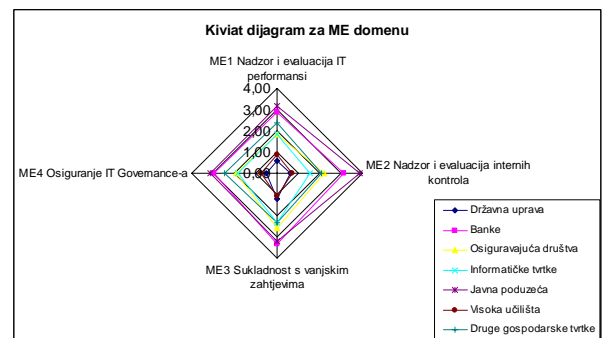 Kiviat dijagram za ME domenu
ME1 Nadzor i evaluacija IT
performansi
4,00
3,00
2,00
1,00
0,00
ME2 Nadzor i evaluacija internih
kontrola
ME4 Osiguranje IT Governance-a
ME3 Sukladnost s vanjskim
zahtjevima
Državna uprava
Banke
Osiguravajuća društva
Informatičke tvrtke
Javna poduzeća
Visoka učilišta
Druge gospodarske tvrtke